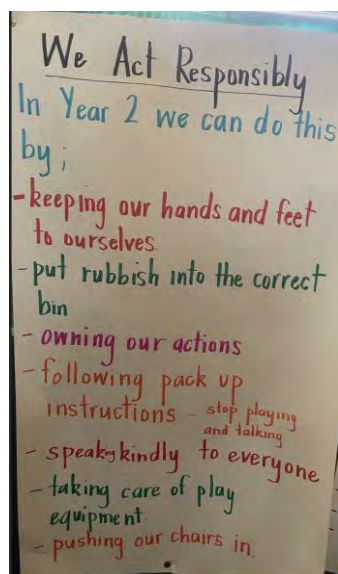 We Act Responsibly
In Year 2 we can do this
by;
-keeping our hands and feet
to ourselves.
-put rubbish into the correct
bin
- owning our actions
- following pack up
instructions - stop playing
and talking
- speaking kindly to everyone
- taking care of play
equipment.
- pushing our chairs in.